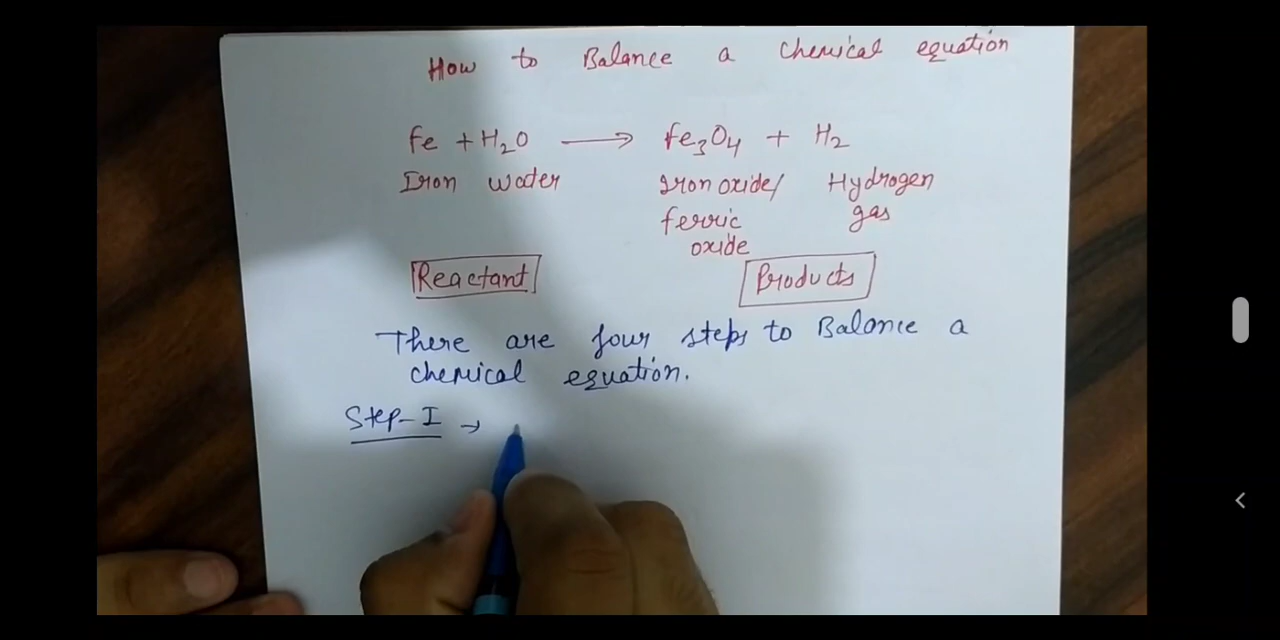 How to Balance a chemical equation
Fe + H₂O ⟶ Fe₃O₄ + H₂
Iron water Iron oxide/ Hydrogen
ferric gas
oxide
Reactant Products
There are four steps to Balance a
chemical equation.
Step-I →